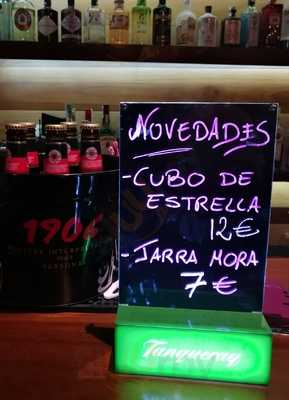 NOVEDADES
-CUBO DE
ESTRELLA
12€
-JARRA MORA
7€
Tanqueray
1906